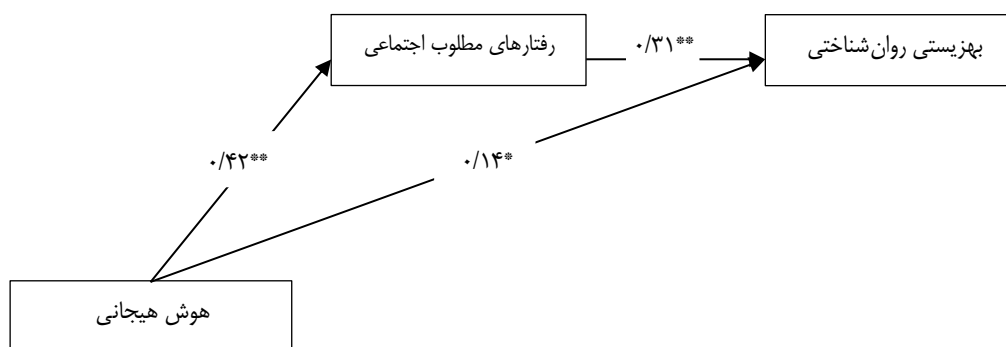 رفتارهای مطلوب اجتماعی
۰/۳۱**
بهزیستی روان‌شناختی
۰/۴۲**
۰/۱۴*
هوش هیجانی